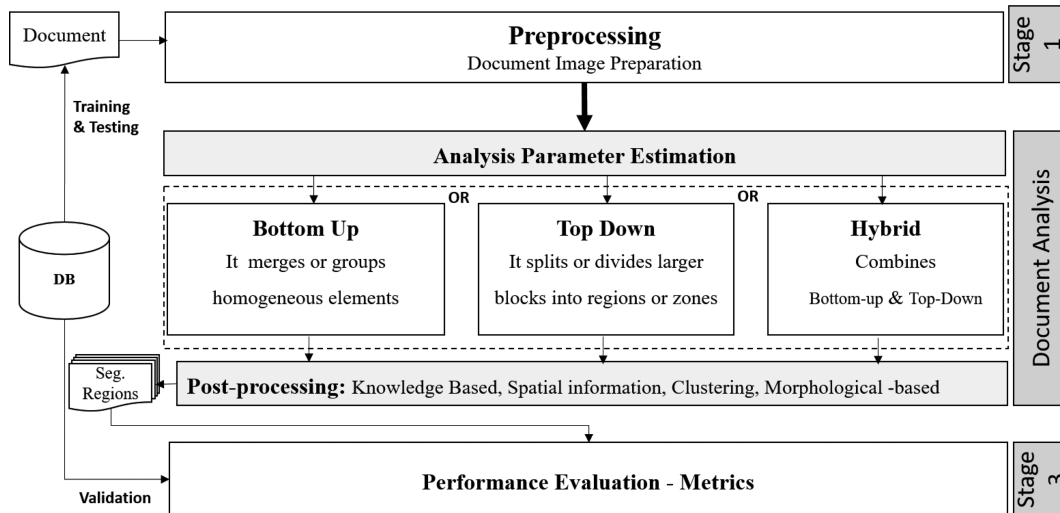 Document
Preprocessing
Document Image Preparation
Stage
1
Training
& Testing
Analysis Parameter Estimation
OR
OR
Bottom Up
It merges or groups
homogeneous elements
Top Down
It splits or divides larger
blocks into regions or zones
Hybrid
Combines
Bottom-up & Top-Down
DB
Document Analysis
Seg.
Regions
Post-processing: Knowledge Based, Spatial information, Clustering, Morphological -based
Performance Evaluation - Metrics
Validation
Stage
3